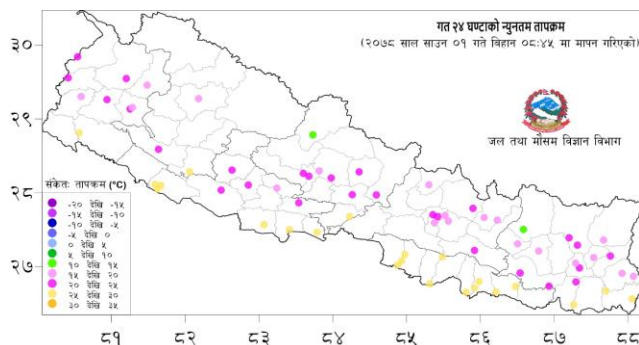 गत २४ घण्टाको न्युनतम तापक्रम
(२०७८ साल साउन ०१ गते बिहान ०८:४५ मा मापन गरिएको)
जल तथा मौसम विज्ञान विभाग
३०
२९
२८
२७
संकेतः तापक्रम (°C)
-२० देखि -१५
-१५ देखि -१०
-१० देखि -५
-५ देखि ०
० देखि ५
५ देखि १०
१० देखि १५
१५ देखि २०
२० देखि २५
२५ देखि ३०
३० देखि ३५
८१ ८२ ८३ ८४ ८५ ८६ ८७ ८८